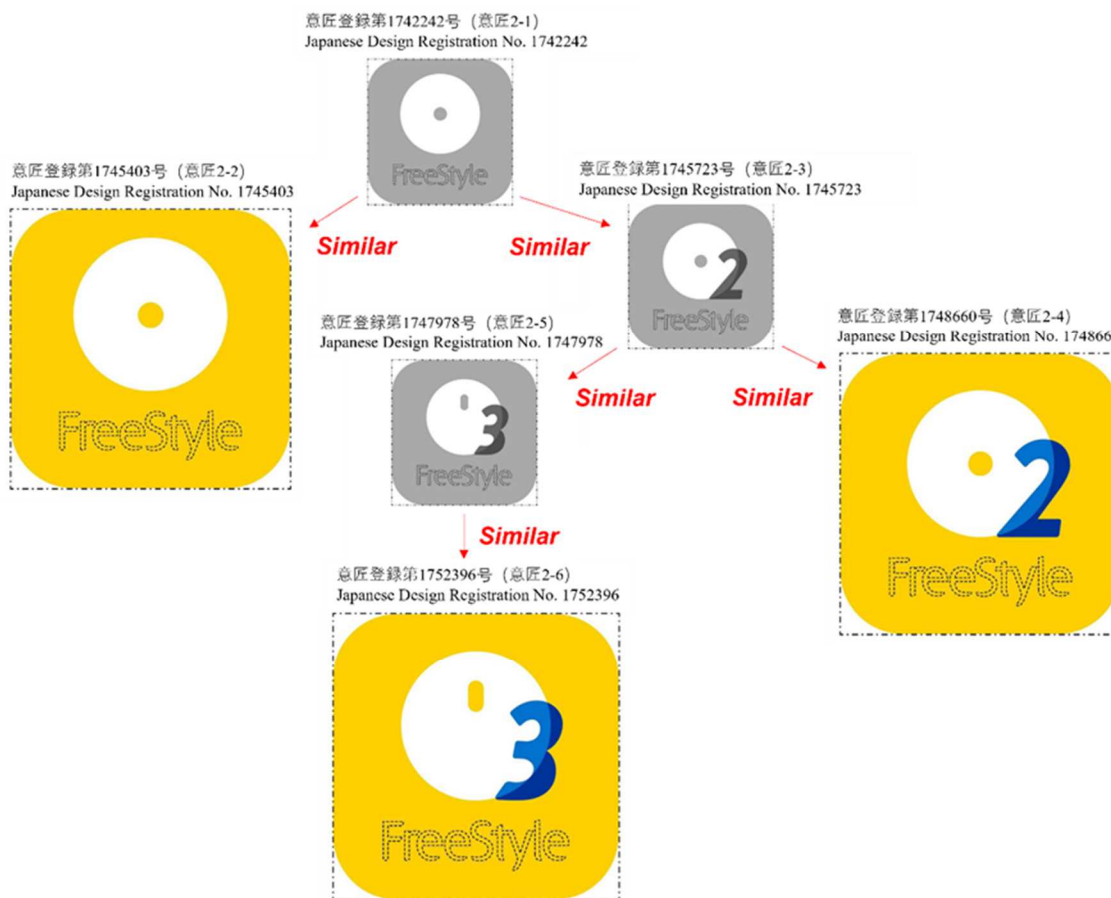 意匠登録第1742242号（意匠2-1）
Japanese Design Registration No. 1742242
FreeStyle
意匠登録第1745403号（意匠2-2）
Japanese Design Registration No. 1745403
FreeStyle
意匠登録第1745723号（意匠2-3）
Japanese Design Registration No. 1745723
2
FreeStyle
Similar
Similar
意匠登録第1747978号（意匠2-5）
Japanese Design Registration No. 1747978
3
FreeStyle
意匠登録第1748660号（意匠2-4）
Japanese Design Registration No. 174866
2
FreeStyle
Similar
Similar
Similar
意匠登録第1752396号（意匠2-6）
Japanese Design Registration No. 1752396
3
FreeStyle